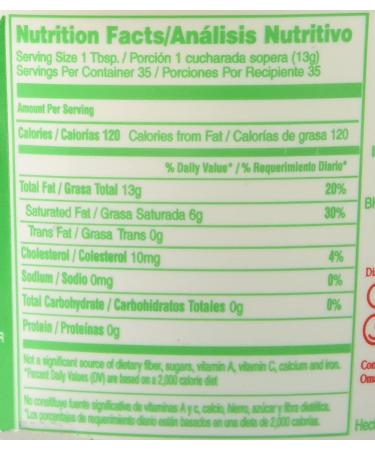 Nutrition Facts/Análisis Nutritivo
Serving Size 1 Tbsp. / Porción 1 cucharada sopera (13g)
Servings Per Container 35 / Porciones Por Recipiente 35
Amount Per Serving
Calories / Calorías 120 Calories from Fat / Calorías de grasa 120
% Daily Value* / % Requerimiento Diario*
Total Fat / Grasa Total 13g 20%
Saturated Fat / Grasa Saturada 6g 30%
Trans Fat / Grasa Trans 0g
Cholesterol / Colesterol 10mg 4%
Sodium / Sodio 0mg 0%
Total Carbohydrate / Carbohidratos Totales 0g 0%
Protein / Proteínas 0g
Not a significant source of dietary fiber, sugars, vitamin A, vitamin C, calcium and iron.
*Percent Daily Values (DV) are based on a 2,000 calorie diet
No constituye fuente significativa de vitaminas A y c, calcio, hierro, azúcar y fibra dietética.
*Los porcentajes de requerimiento diario están basados en una dieta de 2,000 calorías.